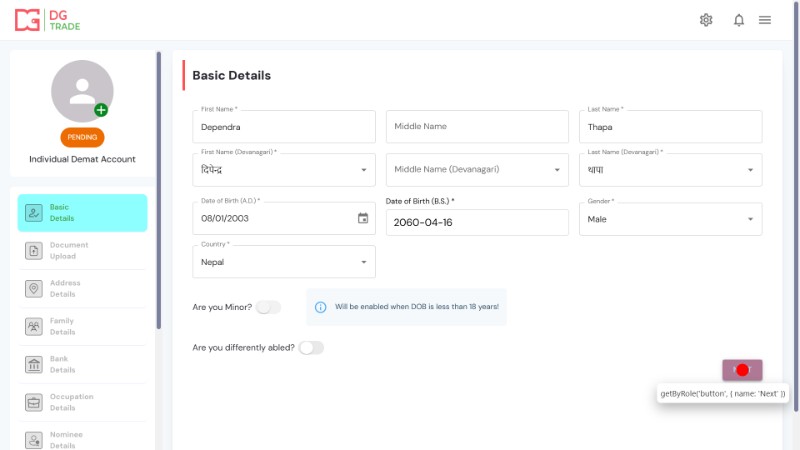 DG
TRADE
PENDING
Individual Demat Account
Basic
Details
Document
Upload
Address
Details
Family
Details
Bank
Details
Occupation
Details
Nominee
Details
Basic Details
First Name *
Dependra
Middle Name
Last Name *
Thapa
First Name (Devanagari) *
दिपेन्द्र
Middle Name (Devanagari)
Last Name (Devanagari) *
थापा
Date of Birth (A.D.) *
08/01/2003
Date of Birth (B.S.) *
2060-04-16
Gender *
Male
Country *
Nepal
Are you Minor?
Will be enabled when DOB is less than 18 years!
Are you differently abled?
getByRole('button', { name: 'Next' })